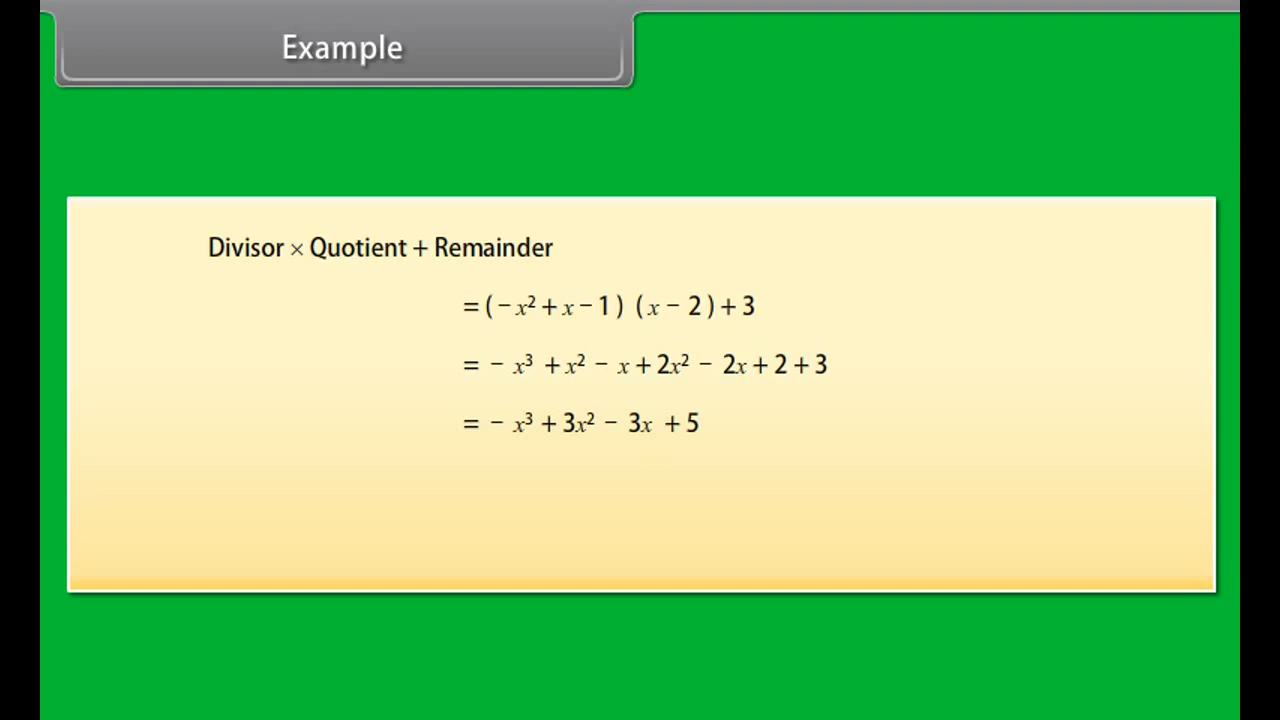 Example
Divisor × Quotient + Remainder
= ( − x² + x − 1 ) ( x − 2 ) + 3
= − x³ + x² − x + 2x² − 2x + 2 + 3
= − x³ + 3x² − 3x + 5